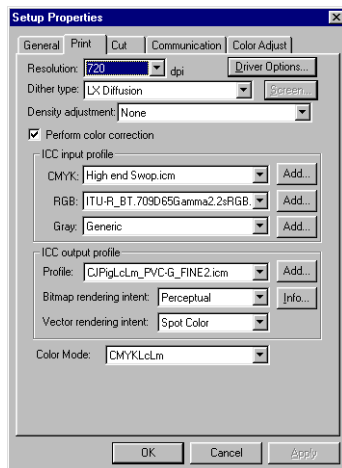 Setup Properties
General Print Cut Communication Color Adjust
Resolution: 720 dpi Driver Options...
Dither type: LX Diffusion Screen...
Density adjustment: None
Perform color correction
ICC input profile
CMYK: High end Swop.icm Add...
RGB: ITU-R_BT.709D65Gamma2.2sRGB. Add...
Gray: Generic Add...
ICC output profile
Profile: CJPigLcLm_PVC-G_FINE2.icm Add...
Bitmap rendering intent: Perceptual Info...
Vector rendering intent: Spot Color
Color Mode: CMYKLcLm
OK Cancel Apply